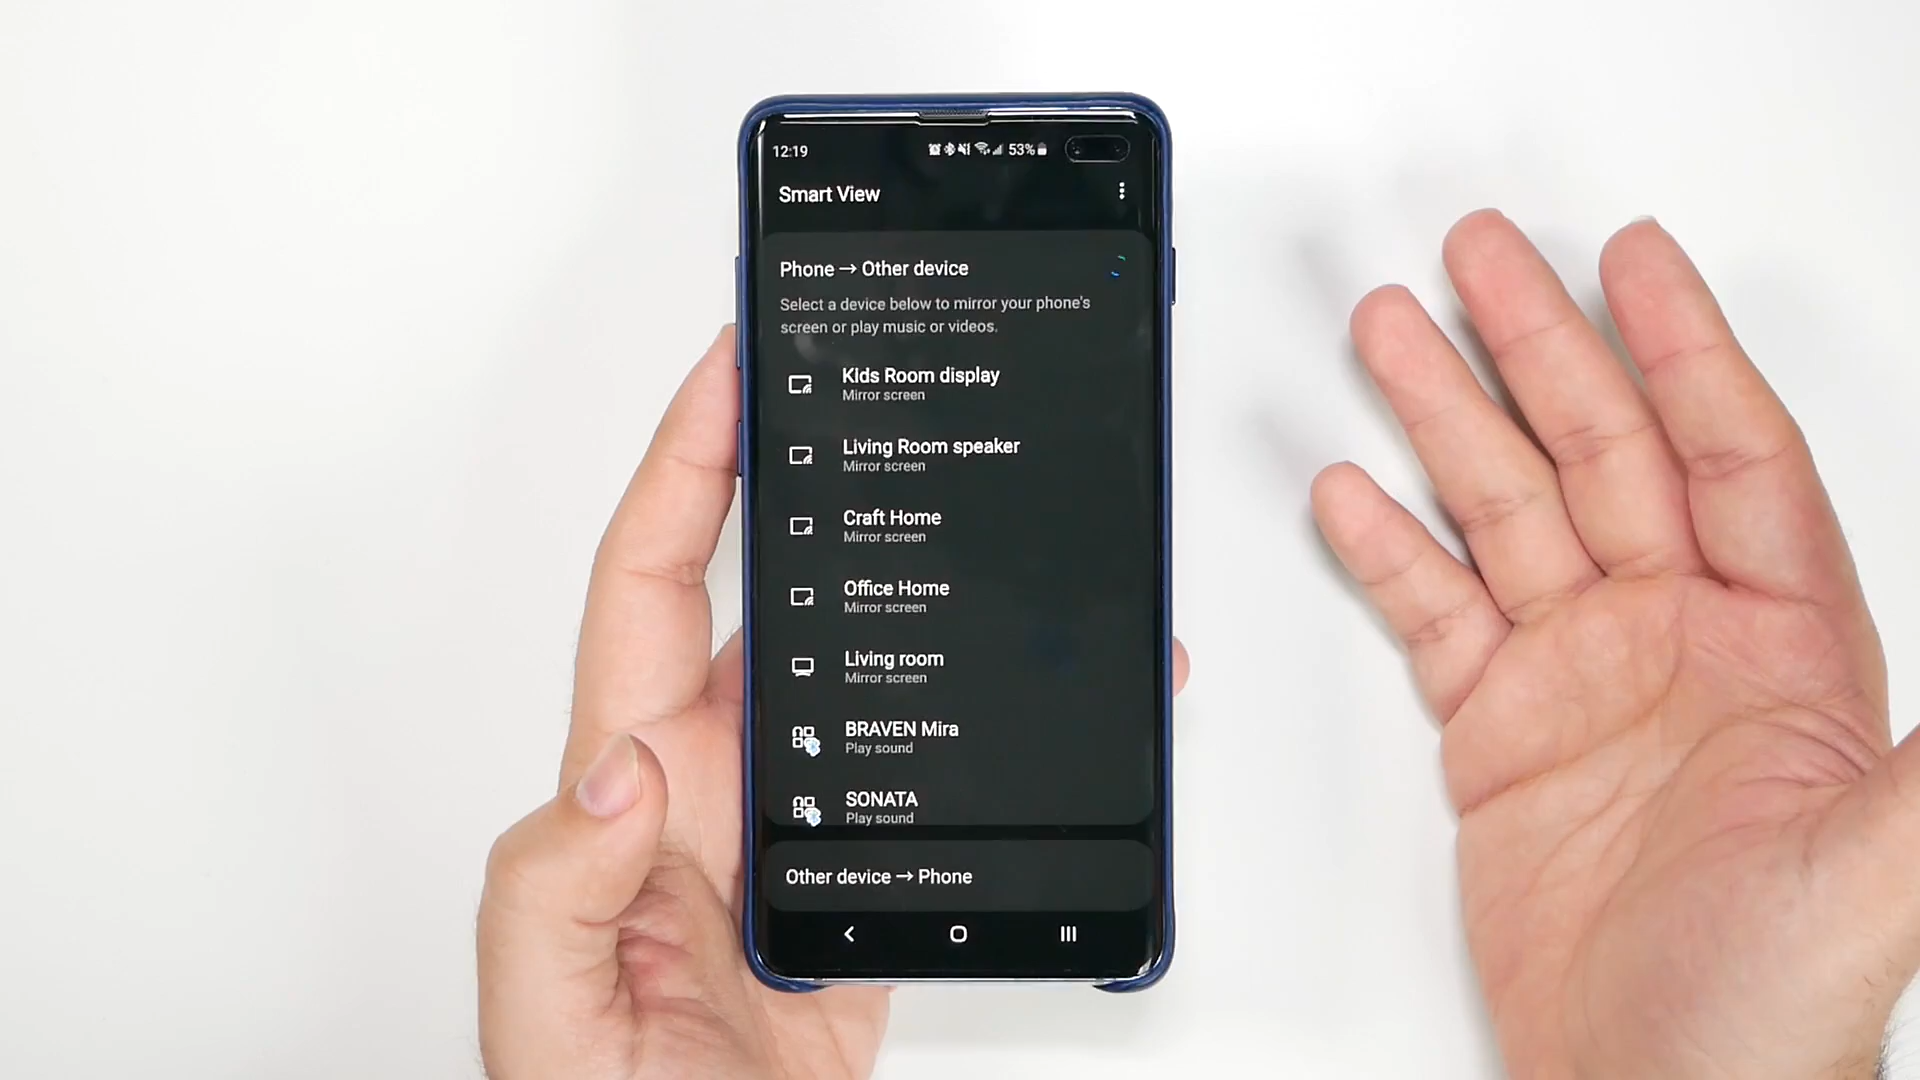 12:19
53%
Smart View
Phone → Other device
Select a device below to mirror your phone's
screen or play music or videos.
Kids Room display
Mirror screen
Living Room speaker
Mirror screen
Craft Home
Mirror screen
Office Home
Mirror screen
Living room
Mirror screen
BRAVEN Mira
Play sound
SONATA
Play sound
Other device → Phone